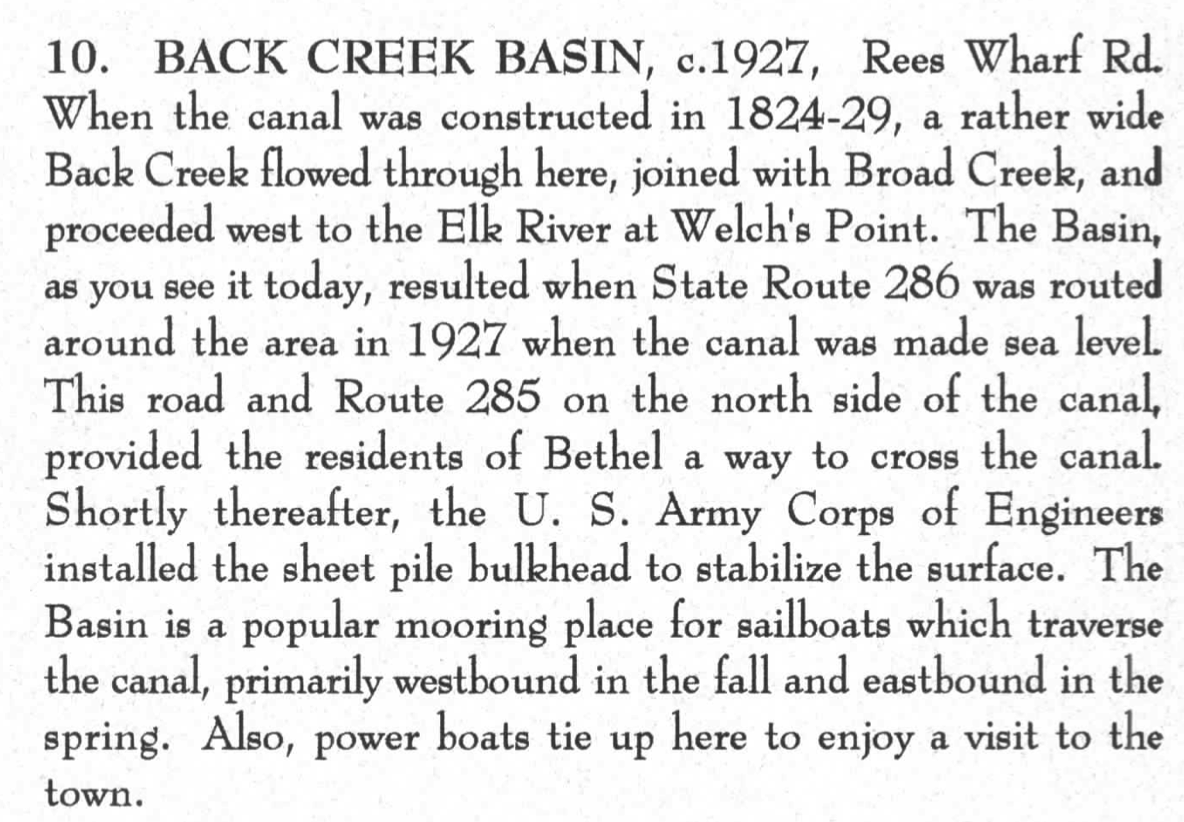 10. BACK CREEK BASIN, c.1927, Rees Wharf Rd.
When the canal was constructed in 1824-29, a rather wide
Back Creek flowed through here, joined with Broad Creek, and
proceeded west to the Elk River at Welch's Point. The Basin,
as you see it today, resulted when State Route 286 was routed
around the area in 1927 when the canal was made sea level.
This road and Route 285 on the north side of the canal,
provided the residents of Bethel a way to cross the canal.
Shortly thereafter, the U. S. Army Corps of Engineers
installed the sheet pile bulkhead to stabilize the surface. The
Basin is a popular mooring place for sailboats which traverse
the canal, primarily westbound in the fall and eastbound in the
spring. Also, power boats tie up here to enjoy a visit to the
town.